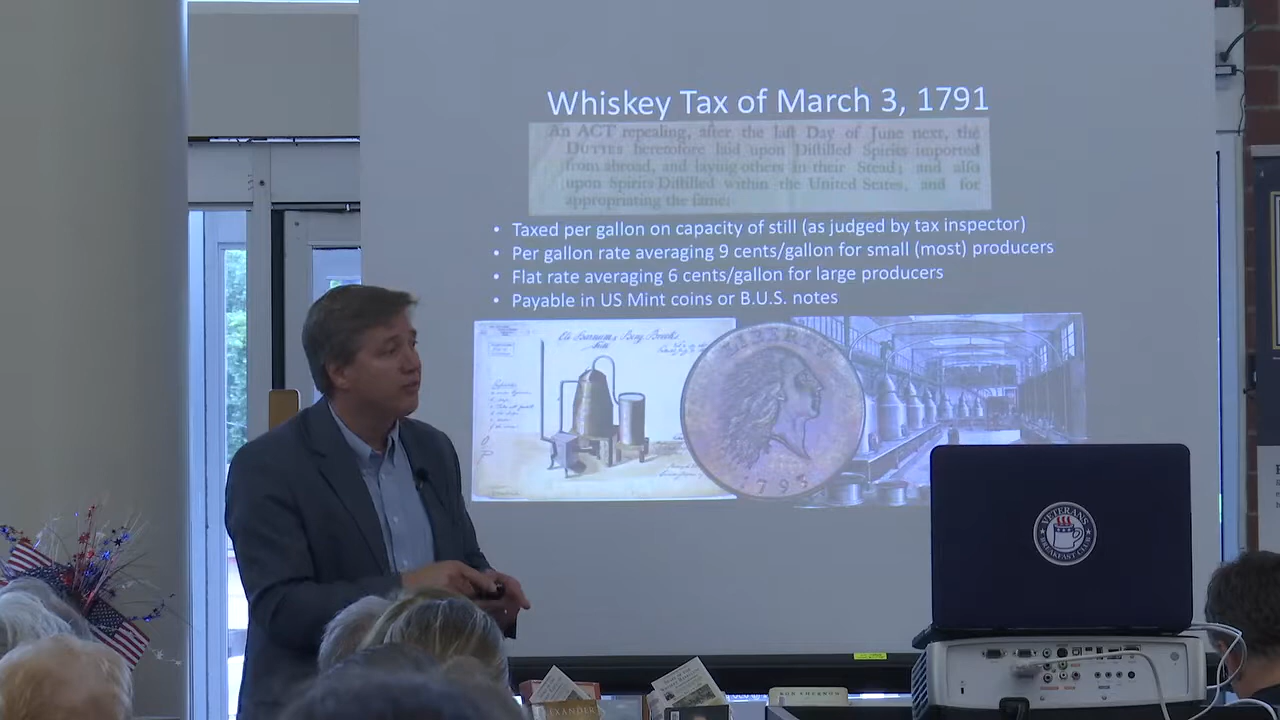 Whiskey Tax of March 3, 1791
An ACT repealing, after the last Day of June next, the
DUTIES heretofore laid upon Distilled Spirits imported
from abroad, and laying others in their Stead; and also
upon Spirits Distilled within the United States, and for
appropriating the same.
• Taxed per gallon on capacity of still (as judged by tax inspector)
• Per gallon rate averaging 9 cents/gallon for small (most) producers
• Flat rate averaging 6 cents/gallon for large producers
• Payable in US Mint coins or B.U.S. notes
LIBERTY
1793
VETERANS
BREAKFAST CLUB
ALEXANDER
RON CHERNOW